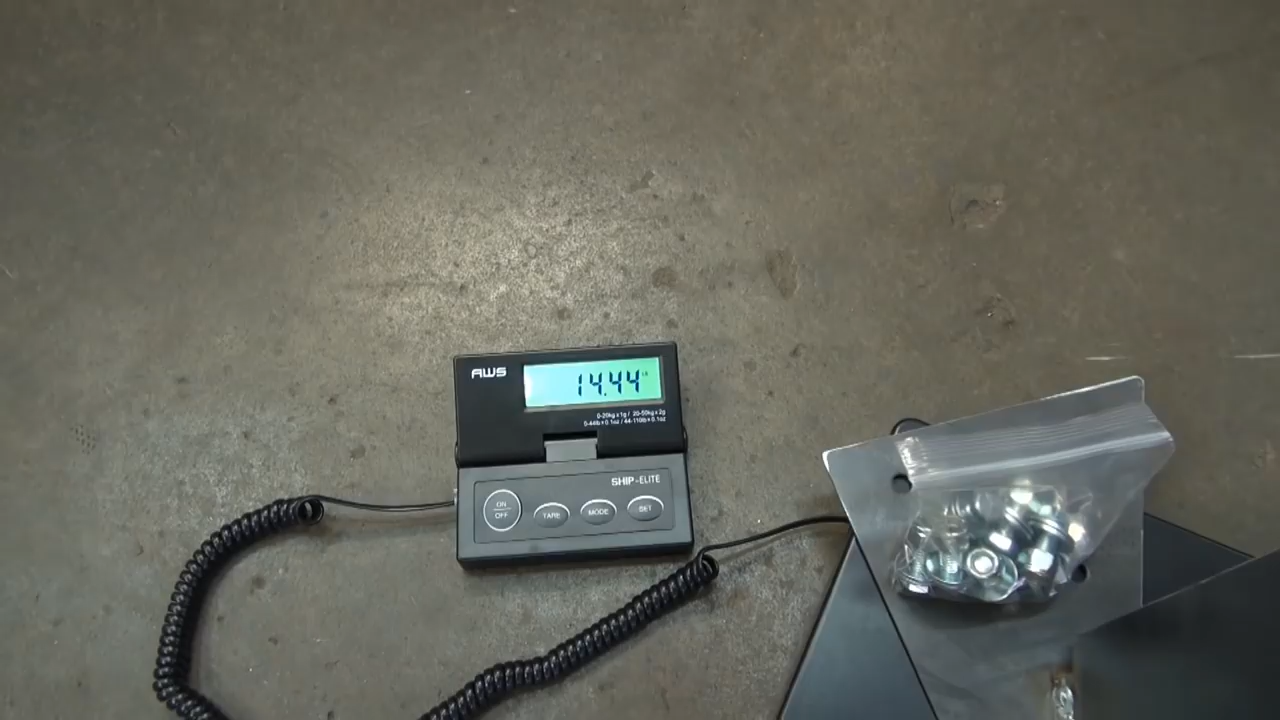 AWS
14.44 LB
0-20kg x 1g / 20-50kg x 2g
0-44lb x 0.1oz / 44-110lb x 0.1oz
SHIP-ELITE
ON
OFF
TARE
MODE
SET